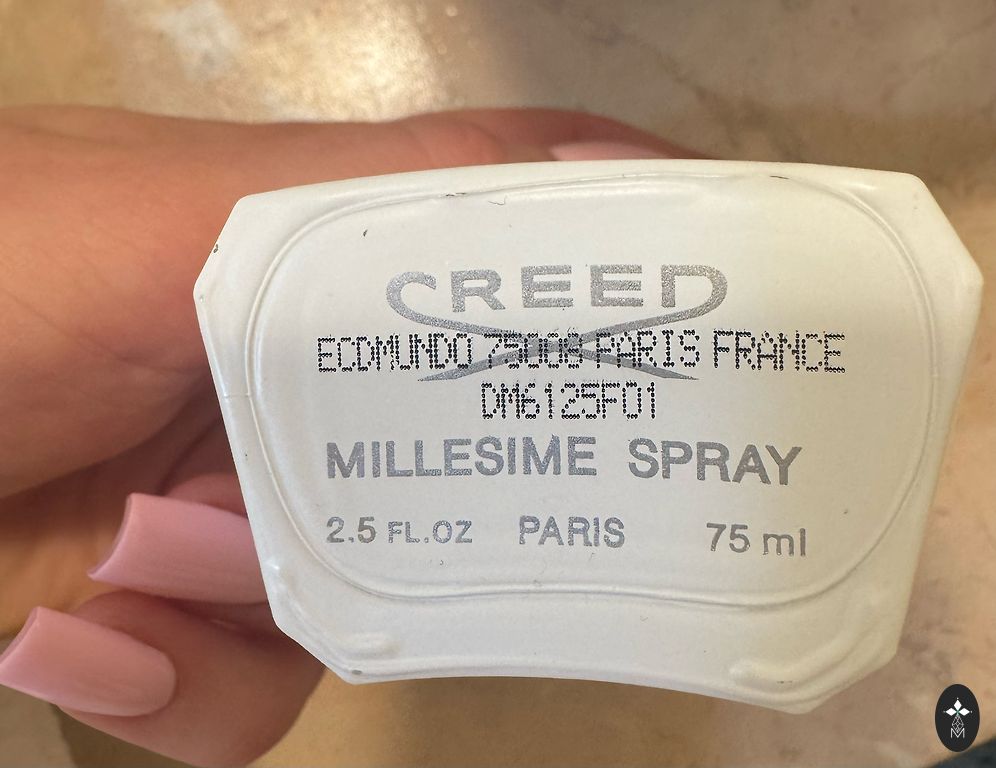 CREED
ECDMUNDO 75008 PARIS FRANCE
DM6125F01
MILLESIME SPRAY
2.5 FL.OZ PARIS 75 ml
M